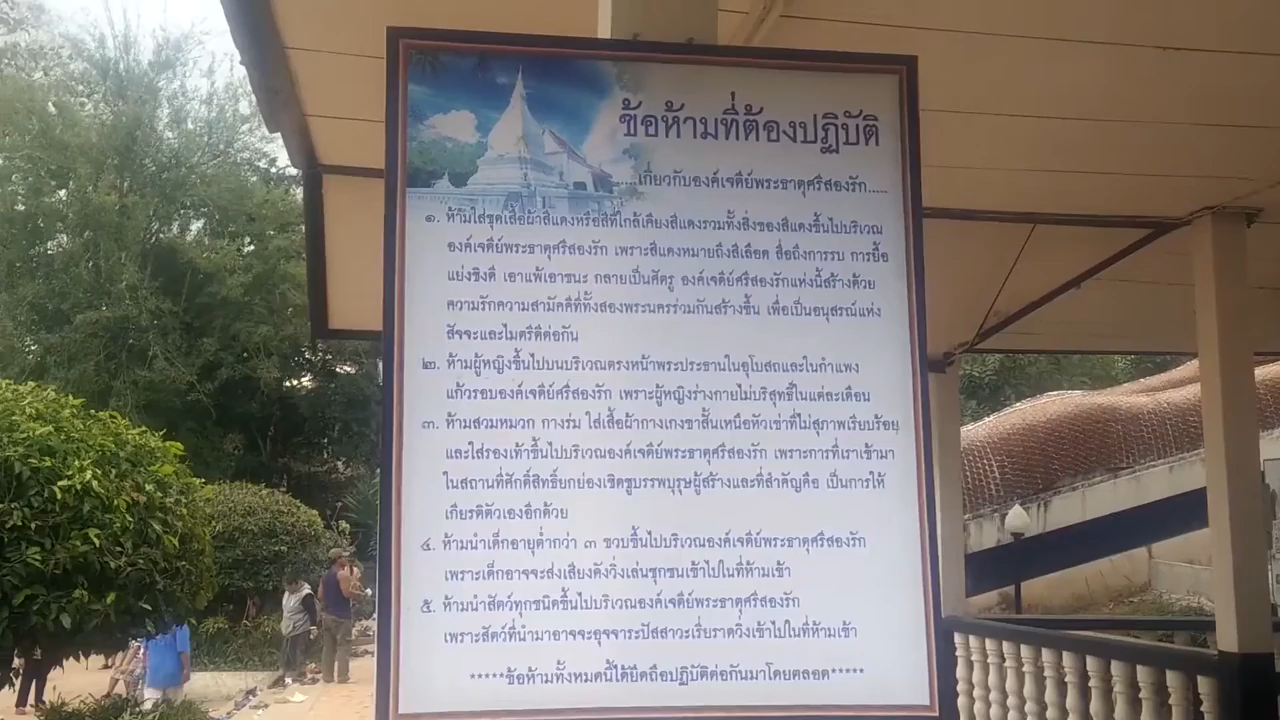 ข้อห้ามที่ต้องปฏิบัติ
.....เกี่ยวกับองค์เจดีย์พระธาตุศรีสองรัก.....
๑. ห้ามใส่ชุดเสื้อผ้าสีแดงหรือสีที่ใกล้เคียงสีแดงรวมทั้งสิ่งของสีแดงขึ้นไปบริเวณ
องค์เจดีย์พระธาตุศรีสองรัก เพราะสีแดงหมายถึงสีเลือด สื่อถึงการรบ การยื้อ
แย่งชิงดี เอาแพ้เอาชนะ กลายเป็นศัตรู องค์เจดีย์ศรีสองรักแห่งนี้สร้างด้วย
ความรักความสามัคคีที่ทั้งสองพระนครร่วมกันสร้างขึ้น เพื่อเป็นอนุสรณ์แห่ง
สัจจะและไมตรีดีต่อกัน
๒. ห้ามผู้หญิงขึ้นไปบนบริเวณตรงหน้าพระประธานในอุโบสถและในกำแพง
แก้วรอบองค์เจดีย์ศรีสองรัก เพราะผู้หญิงร่างกายไม่บริสุทธิ์ในแต่ละเดือน
๓. ห้ามสวมหมวก กางร่ม ใส่เสื้อผ้ากางเกงขาสั้นเหนือหัวเข่าที่ไม่สุภาพเรียบร้อย
และใส่รองเท้าขึ้นไปบริเวณองค์เจดีย์พระธาตุศรีสองรัก เพราะการที่เราเข้ามา
ในสถานที่ศักดิ์สิทธิ์ยกย่องเชิดชูบรรพบุรุษผู้สร้างและที่สำคัญคือ เป็นการให้
เกียรติตัวเองอีกด้วย
๔. ห้ามนำเด็กอายุต่ำกว่า ๓ ขวบขึ้นไปบริเวณองค์เจดีย์พระธาตุศรีสองรัก
เพราะเด็กอาจจะส่งเสียงดังวิ่งเล่นซุกซนเข้าไปในที่ห้ามเข้า
๕. ห้ามนำสัตว์ทุกชนิดขึ้นไปบริเวณองค์เจดีย์พระธาตุศรีสองรัก
เพราะสัตว์ที่นำมาอาจจะอุจจาระปัสสาวะเรี่ยราดวิ่งเข้าไปในที่ห้ามเข้า
*****ข้อห้ามทั้งหมดนี้ได้ยึดถือปฏิบัติต่อกันมาโดยตลอด*****